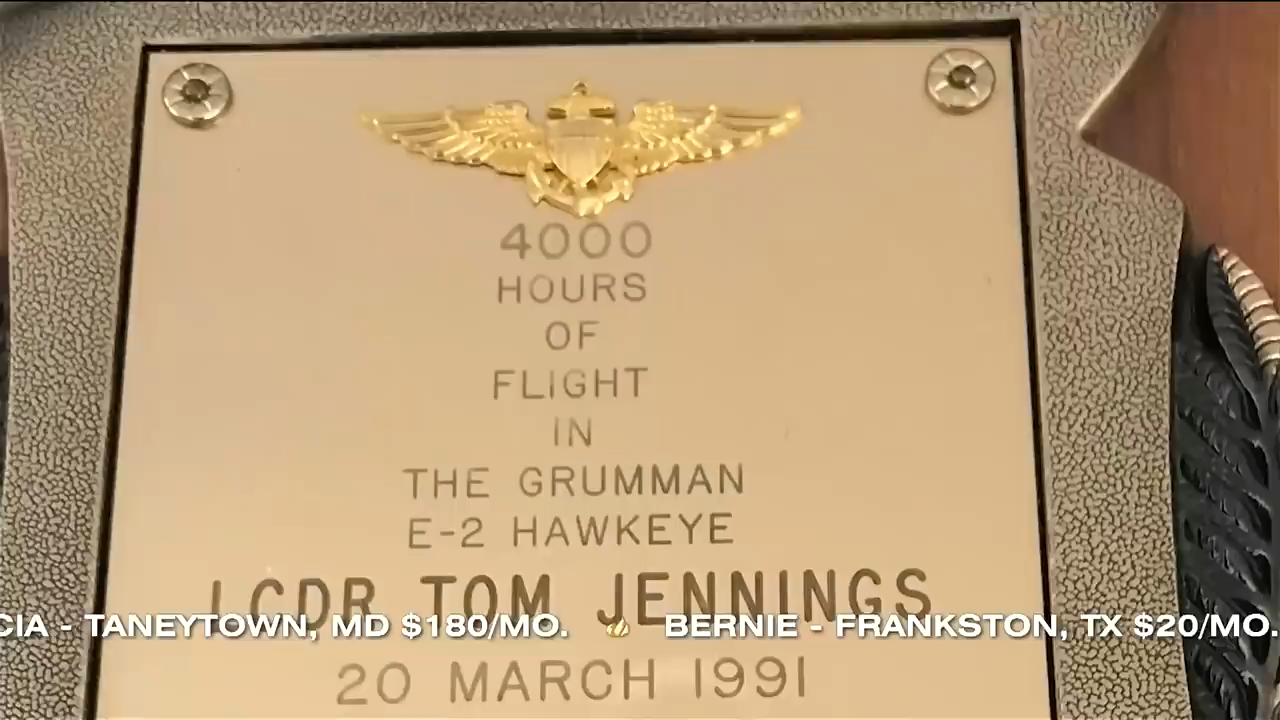 4000
HOURS
OF
FLIGHT
IN
THE GRUMMAN
E-2 HAWKEYE
LCDR TOM JENNINGS
CIA - TANEYTOWN, MD $180/MO. BERNIE - FRANKSTON, TX $20/MO.
20 MARCH 1991